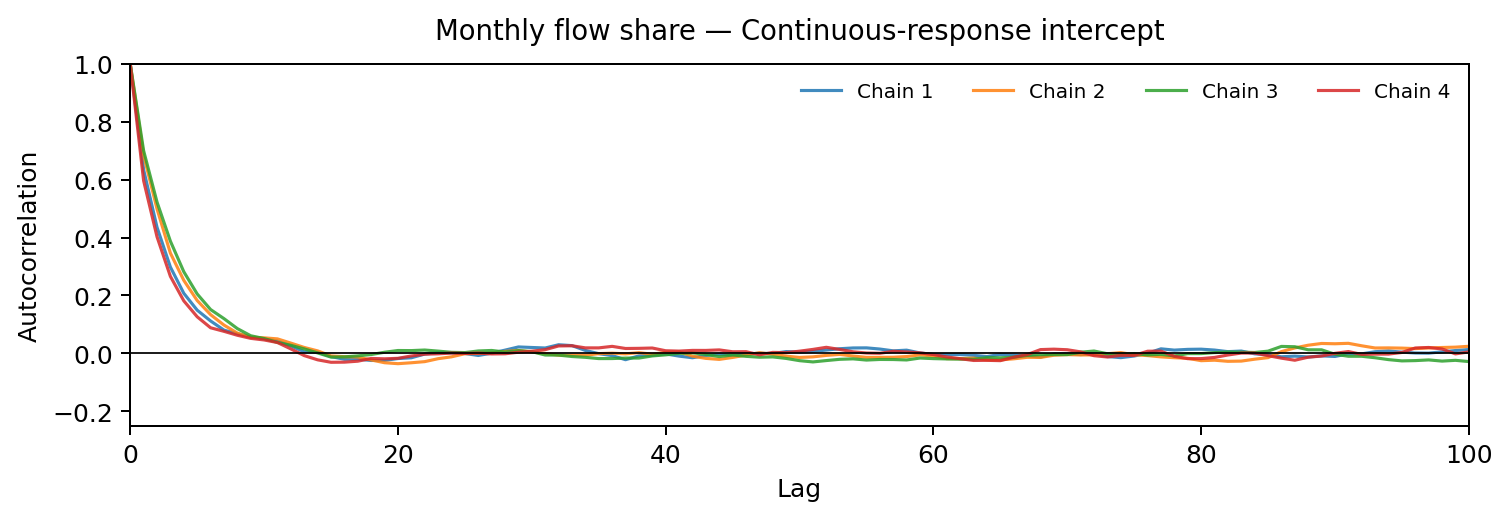 Monthly flow share — Continuous-response intercept
Autocorrelation
1.0
0.8
0.6
0.4
0.2
0.0
−0.2
Chain 1 Chain 2 Chain 3 Chain 4
0 20 40 60 80 100
Lag